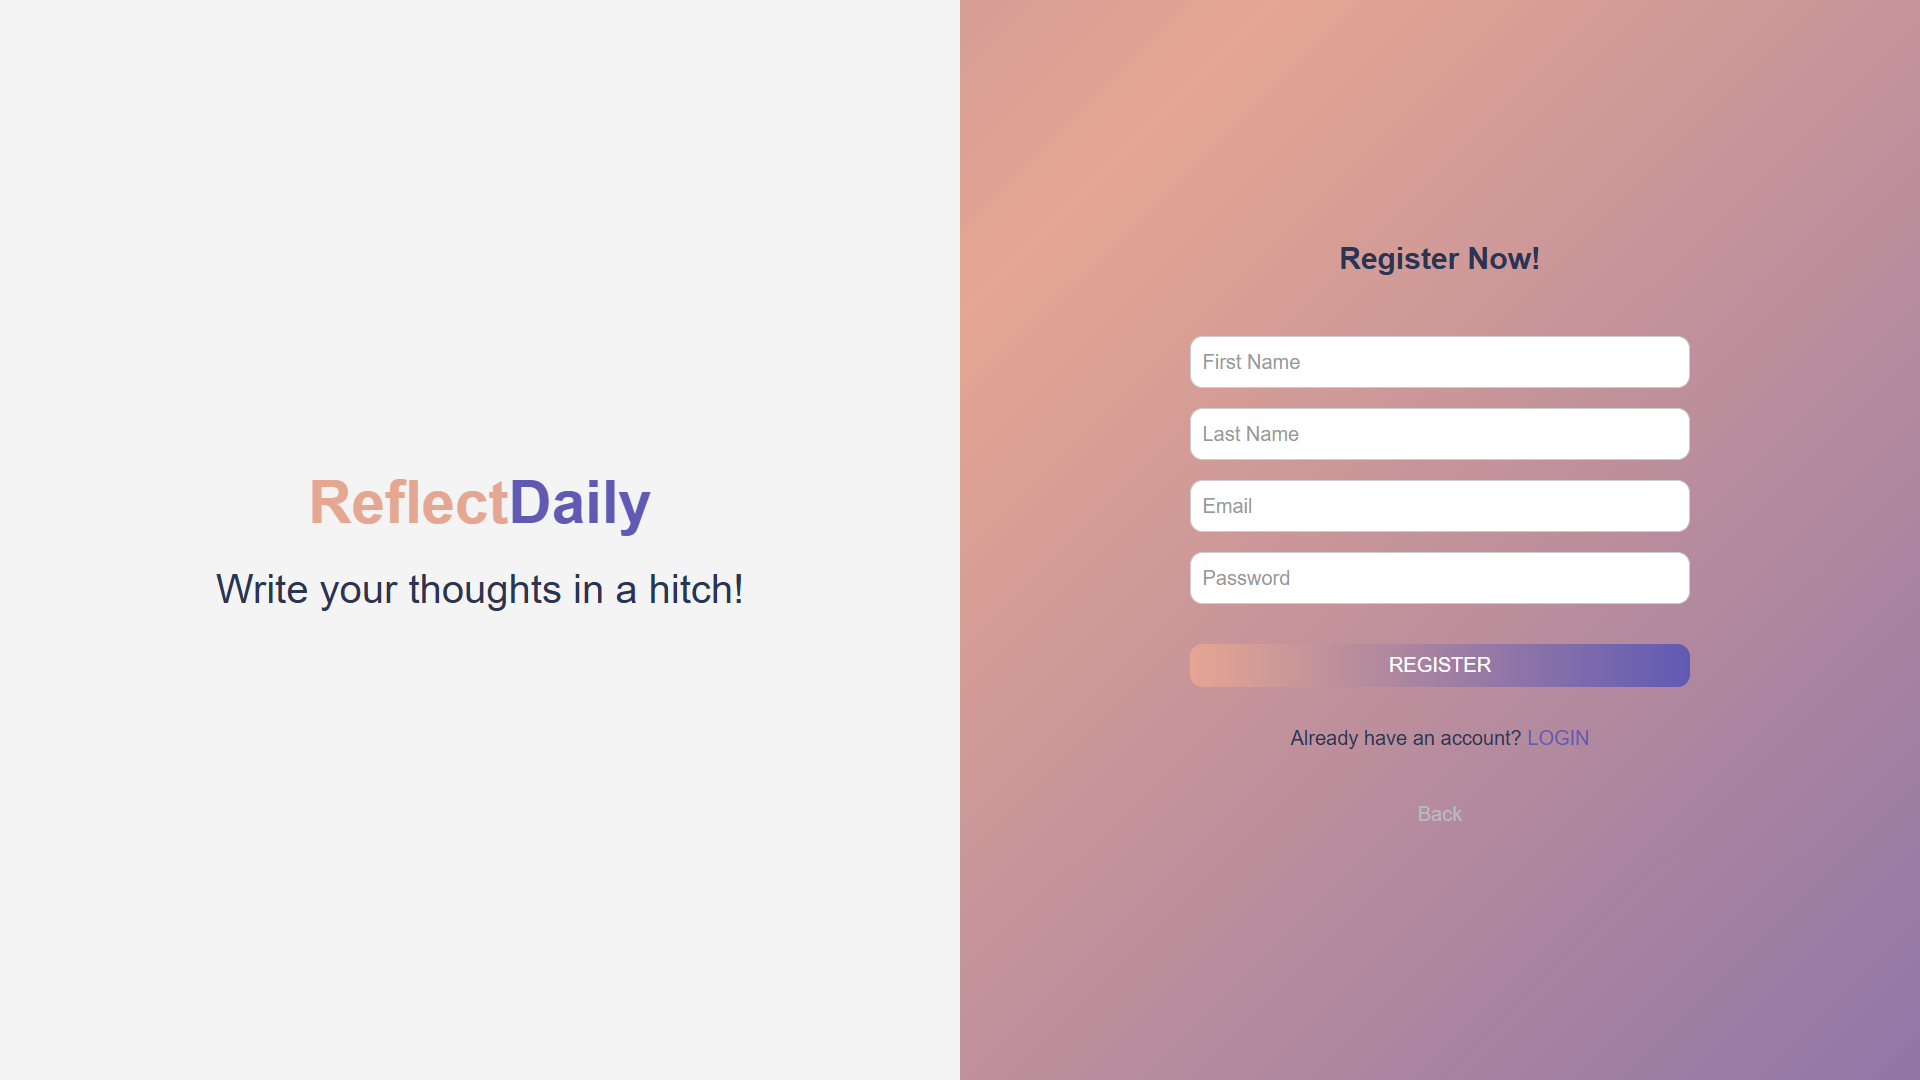 ReflectDaily
Write your thoughts in a hitch!
Register Now!
First Name
Last Name
Email
Password
REGISTER
Already have an account? LOGIN
Back